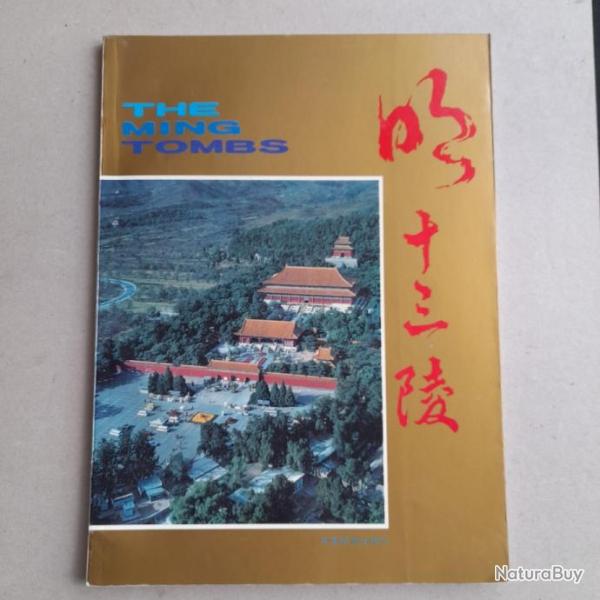 THE
MING
TOMBS
明十三陵
NaturaBuy